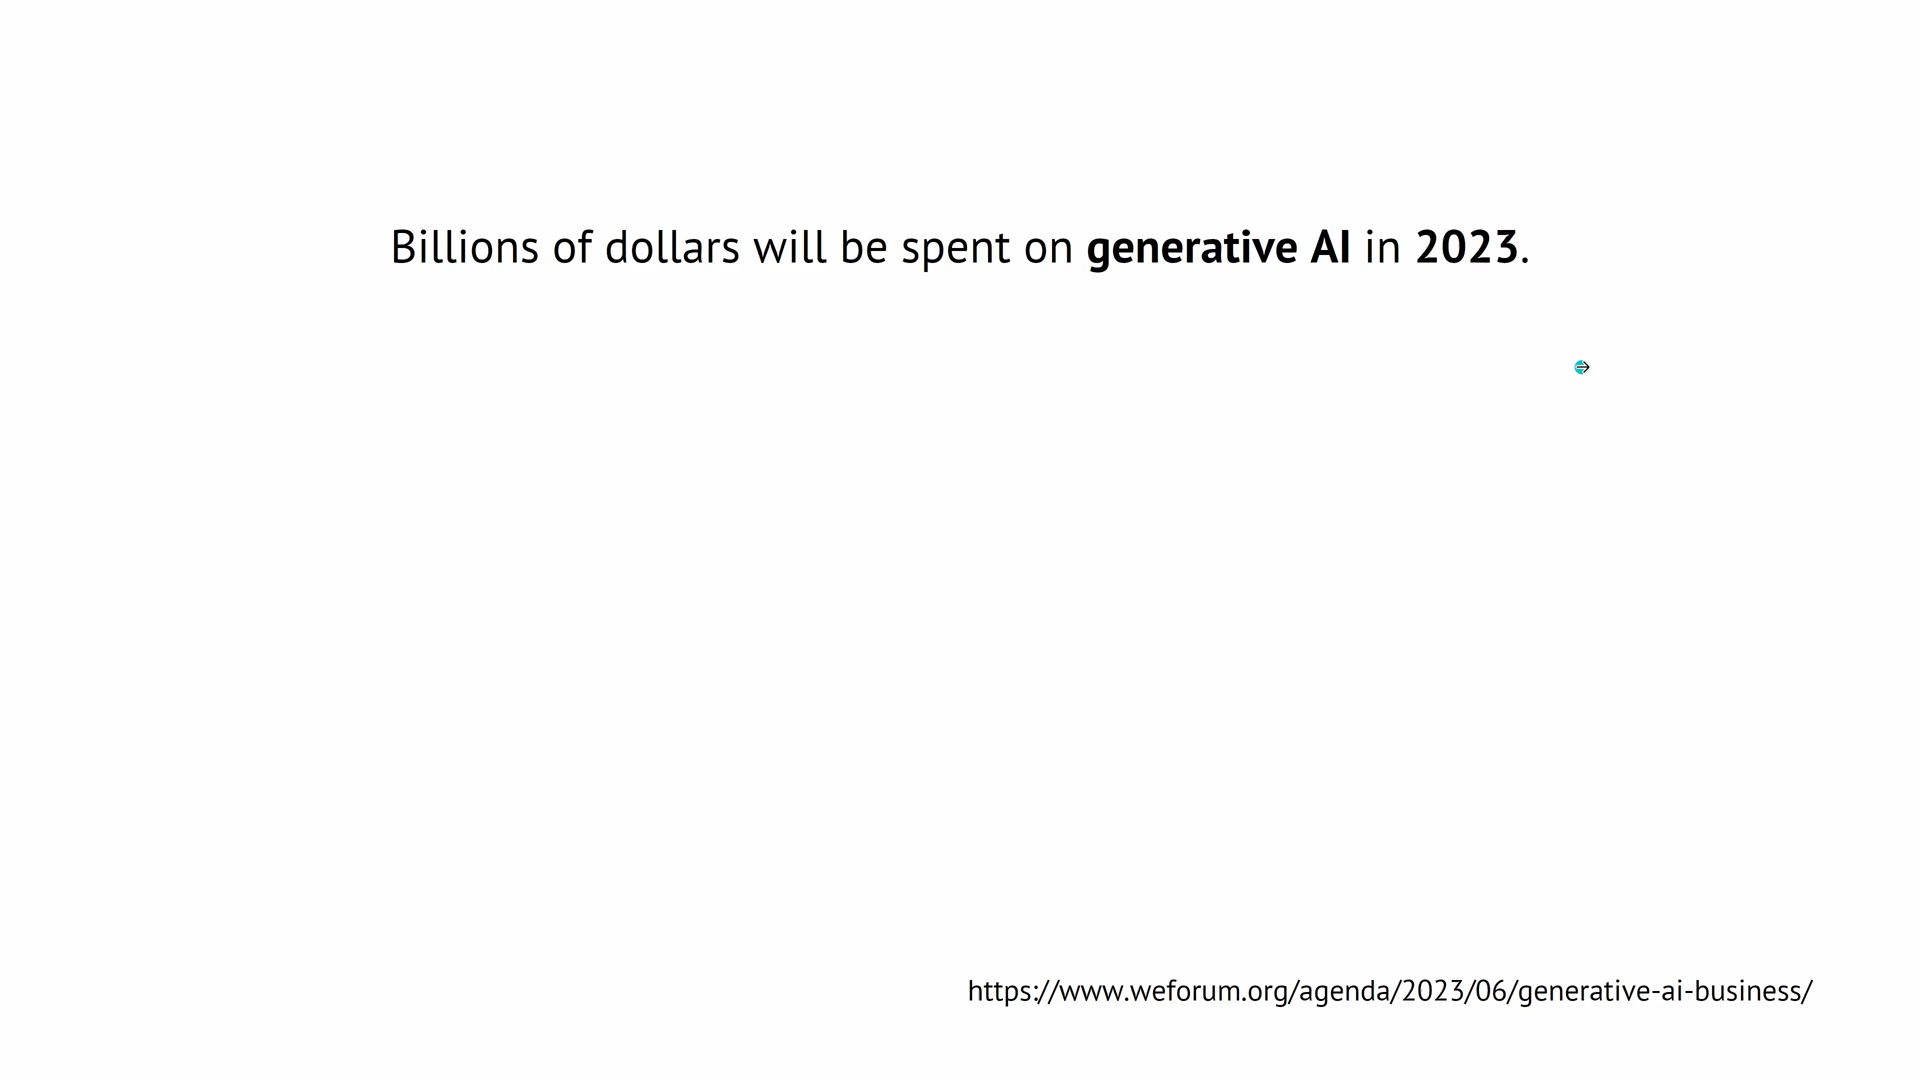 Billions of dollars will be spent on generative AI in 2023.
https://www.weforum.org/agenda/2023/06/generative-ai-business/